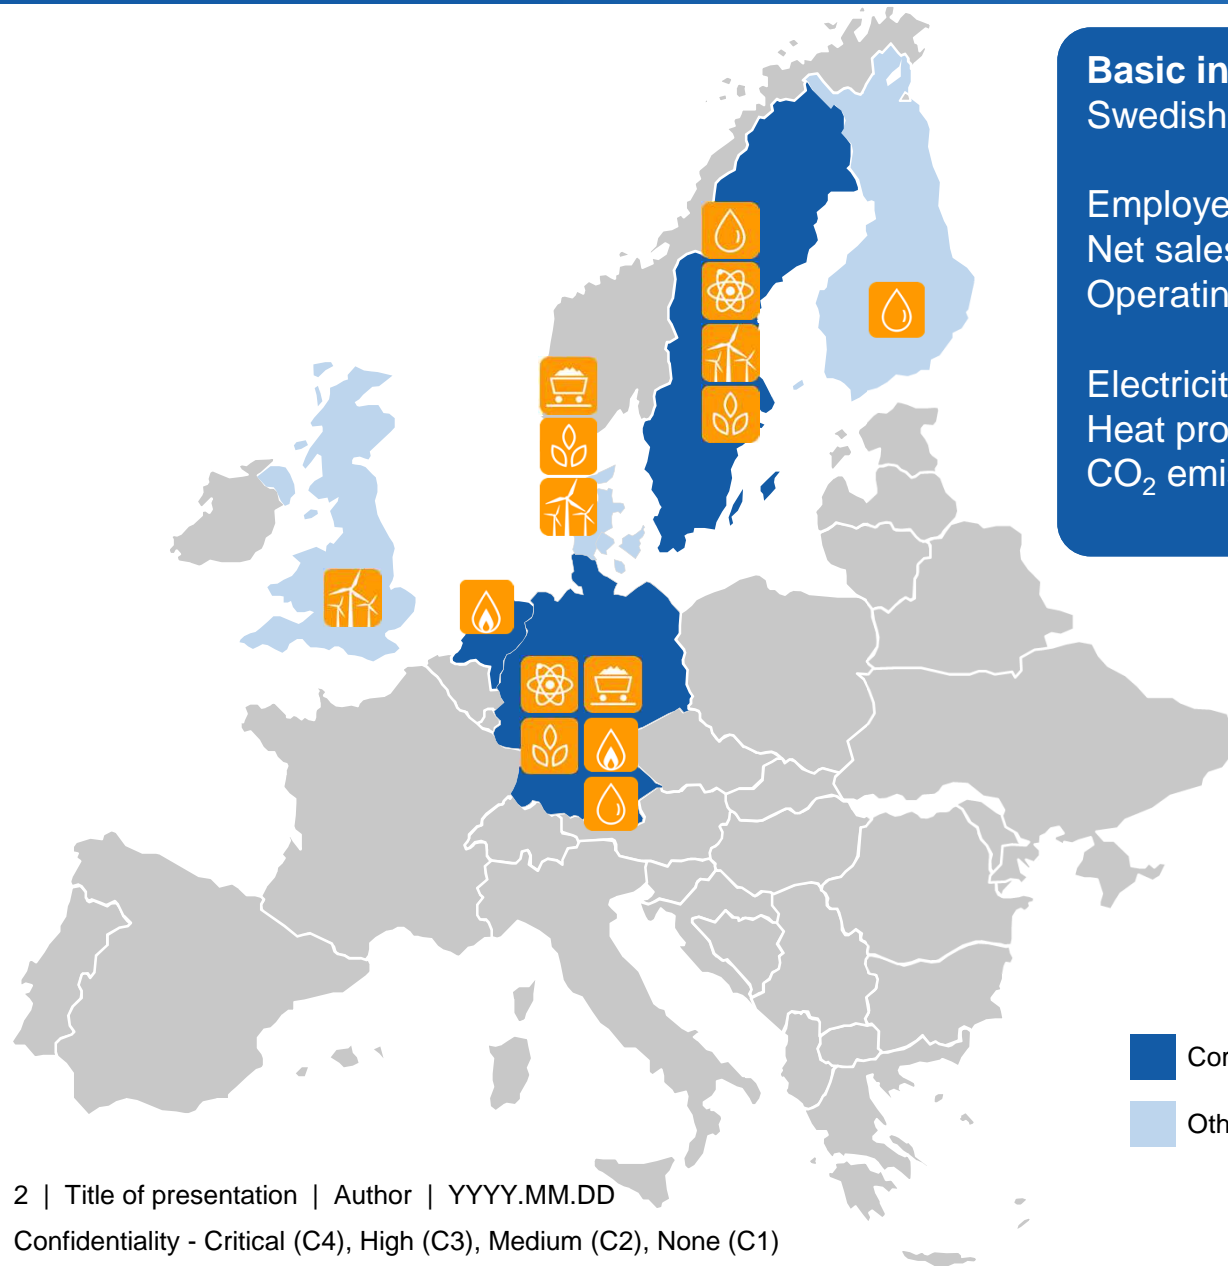 Basic in
Swedish
Employe
Net sales
Operatin
Electricit
Heat pro
CO₂ emi
Cor
Oth
2 | Title of presentation | Author | YYYY.MM.DD
Confidentiality - Critical (C4), High (C3), Medium (C2), None (C1)